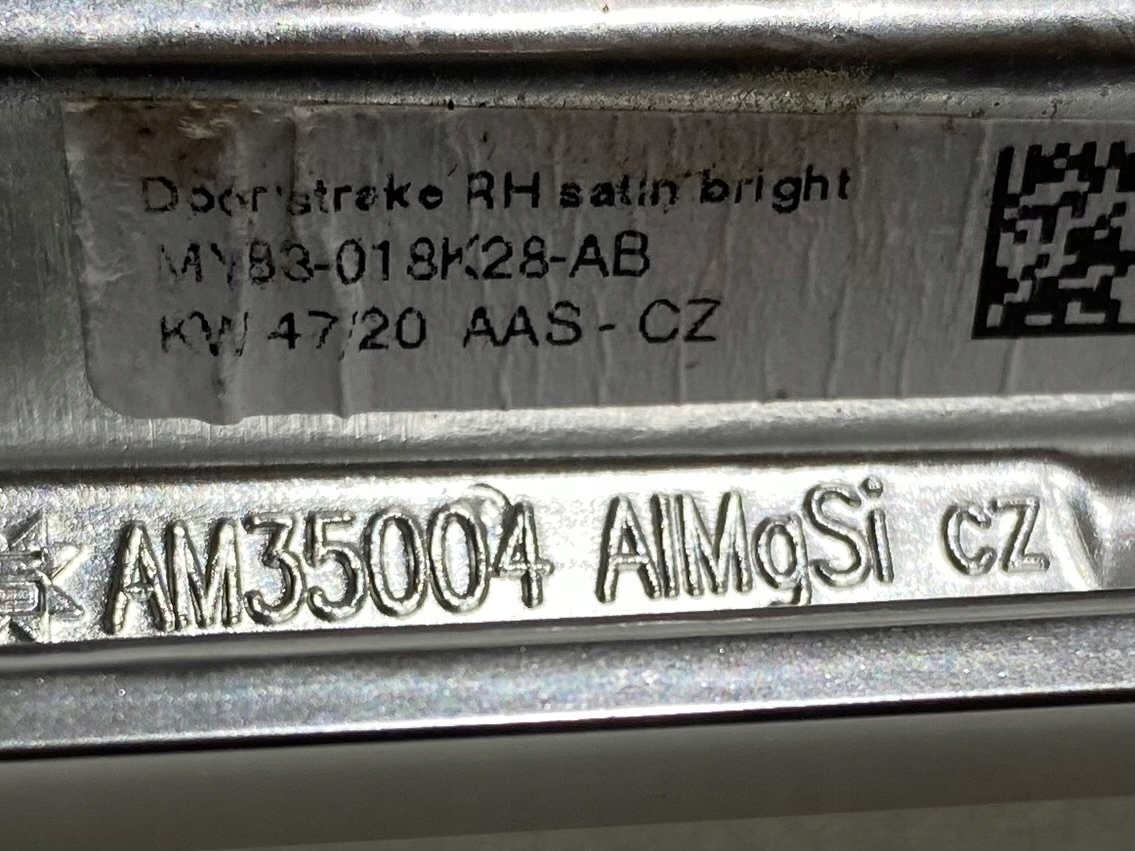 Door strake RH satin bright
MY83-018K28-AB
KW 47/20 AAS - CZ
AM35004 AlMgSi CZ